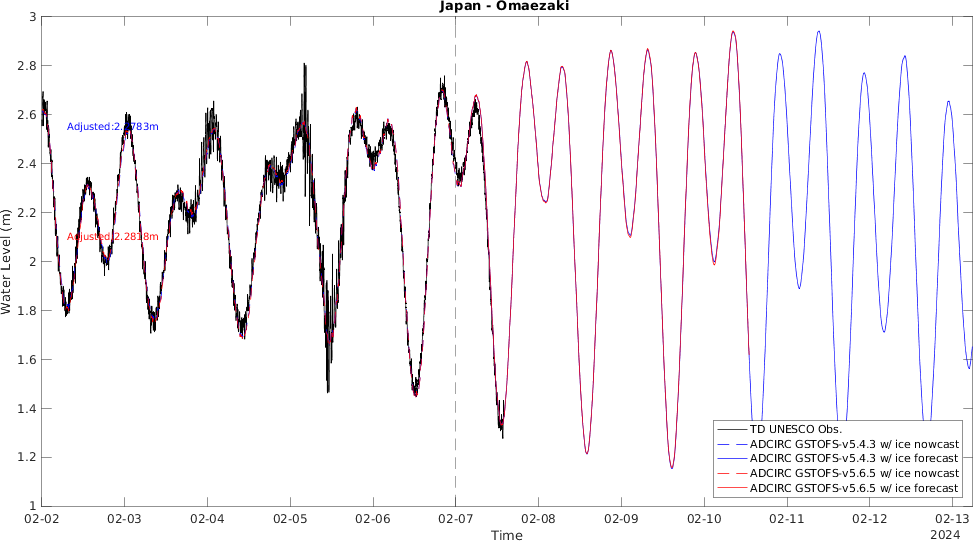 Japan - Omaezaki
3
2.8
2.6
2.4
2.2
2
1.8
1.6
1.4
1.2
1
Water Level (m)
Adjusted:
Adjusted:2.2818m
TD UNESCO Obs.
ADCIRC GSTOFS-v5.4.3 w/ ice nowcast
ADCIRC GSTOFS-v5.4.3 w/ ice forecast
ADCIRC GSTOFS-v5.6.5 w/ ice nowcast
ADCIRC GSTOFS-v5.6.5 w/ ice forecast
02-02 02-03 02-04 02-05 02-06 02-07 02-08 02-09 02-10 02-11 02-12 02-13
Time
2024